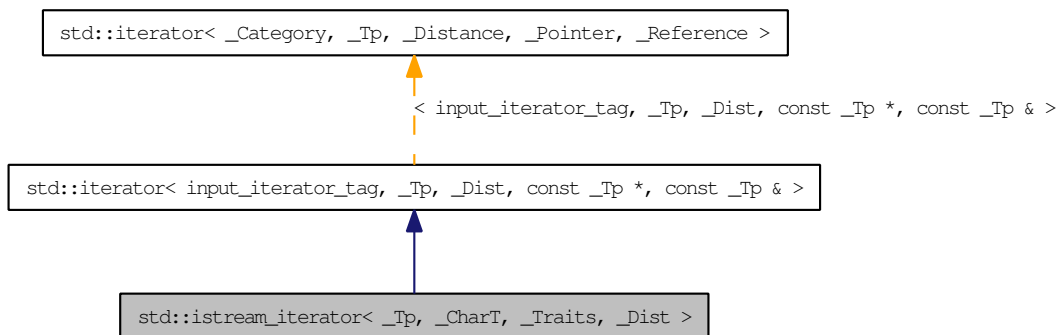 std::iterator< _Category, _Tp, _Distance, _Pointer, _Reference >
< input_iterator_tag, _Tp, _Dist, const _Tp *, const _Tp & >
std::iterator< input_iterator_tag, _Tp, _Dist, const _Tp *, const _Tp & >
std::istream_iterator< _Tp, _CharT, _Traits, _Dist >